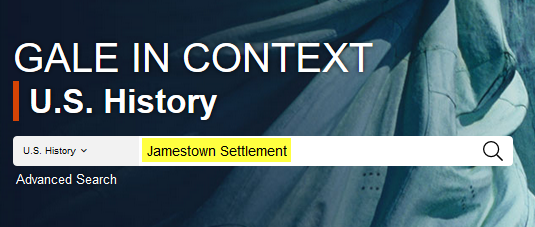 GALE IN CONTEXT
U.S. History
U.S. History Jamestown Settlement
Advanced Search